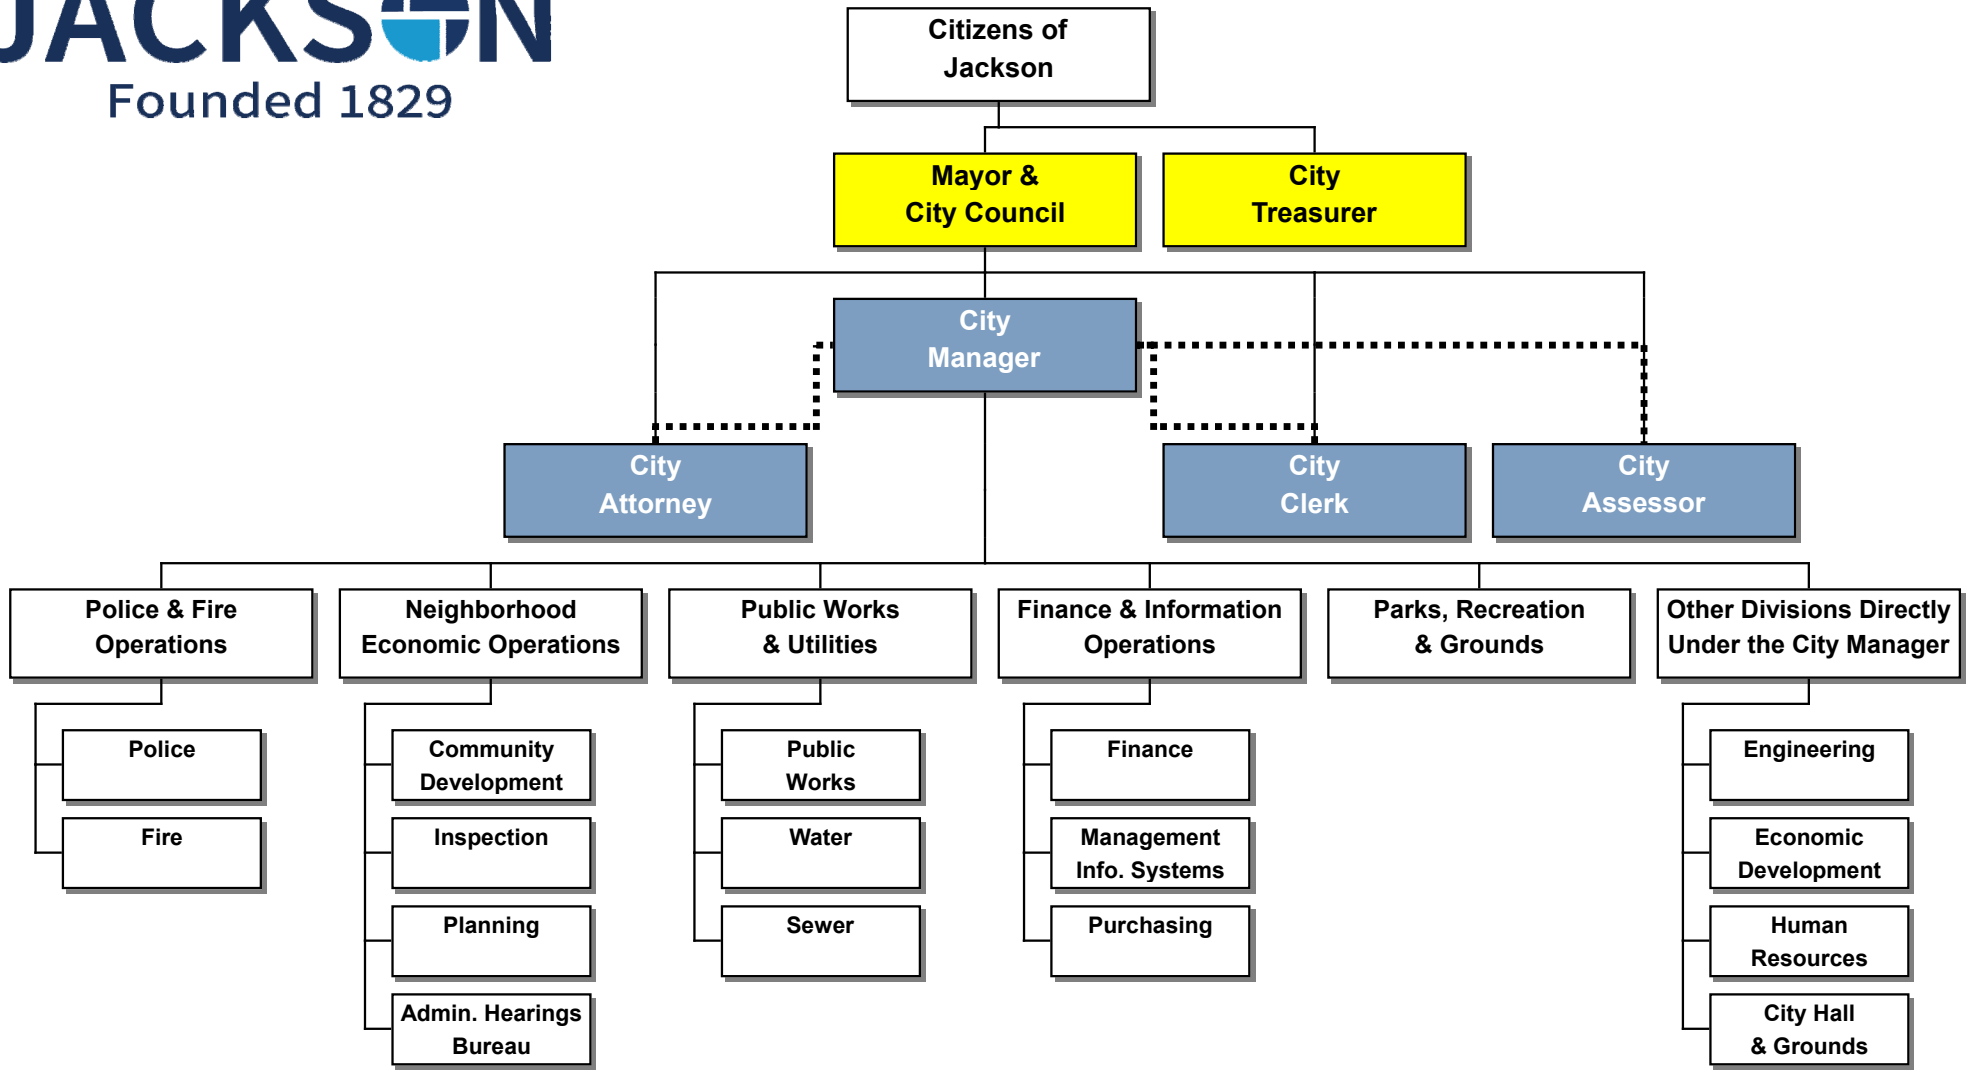 JACKSON
Founded 1829
Citizens of
Jackson
Mayor &
City Council
City
Treasurer
City
Manager
City
Attorney
City
Clerk
City
Assessor
Police & Fire
Operations
Neighborhood
Economic Operations
Public Works
& Utilities
Finance & Information
Operations
Parks, Recreation
& Grounds
Other Divisions Directly
Under the City Manager
Police
Fire
Community
Development
Inspection
Planning
Admin. Hearings
Bureau
Public
Works
Water
Sewer
Finance
Management
Info. Systems
Purchasing
Engineering
Economic
Development
Human
Resources
City Hall
& Grounds